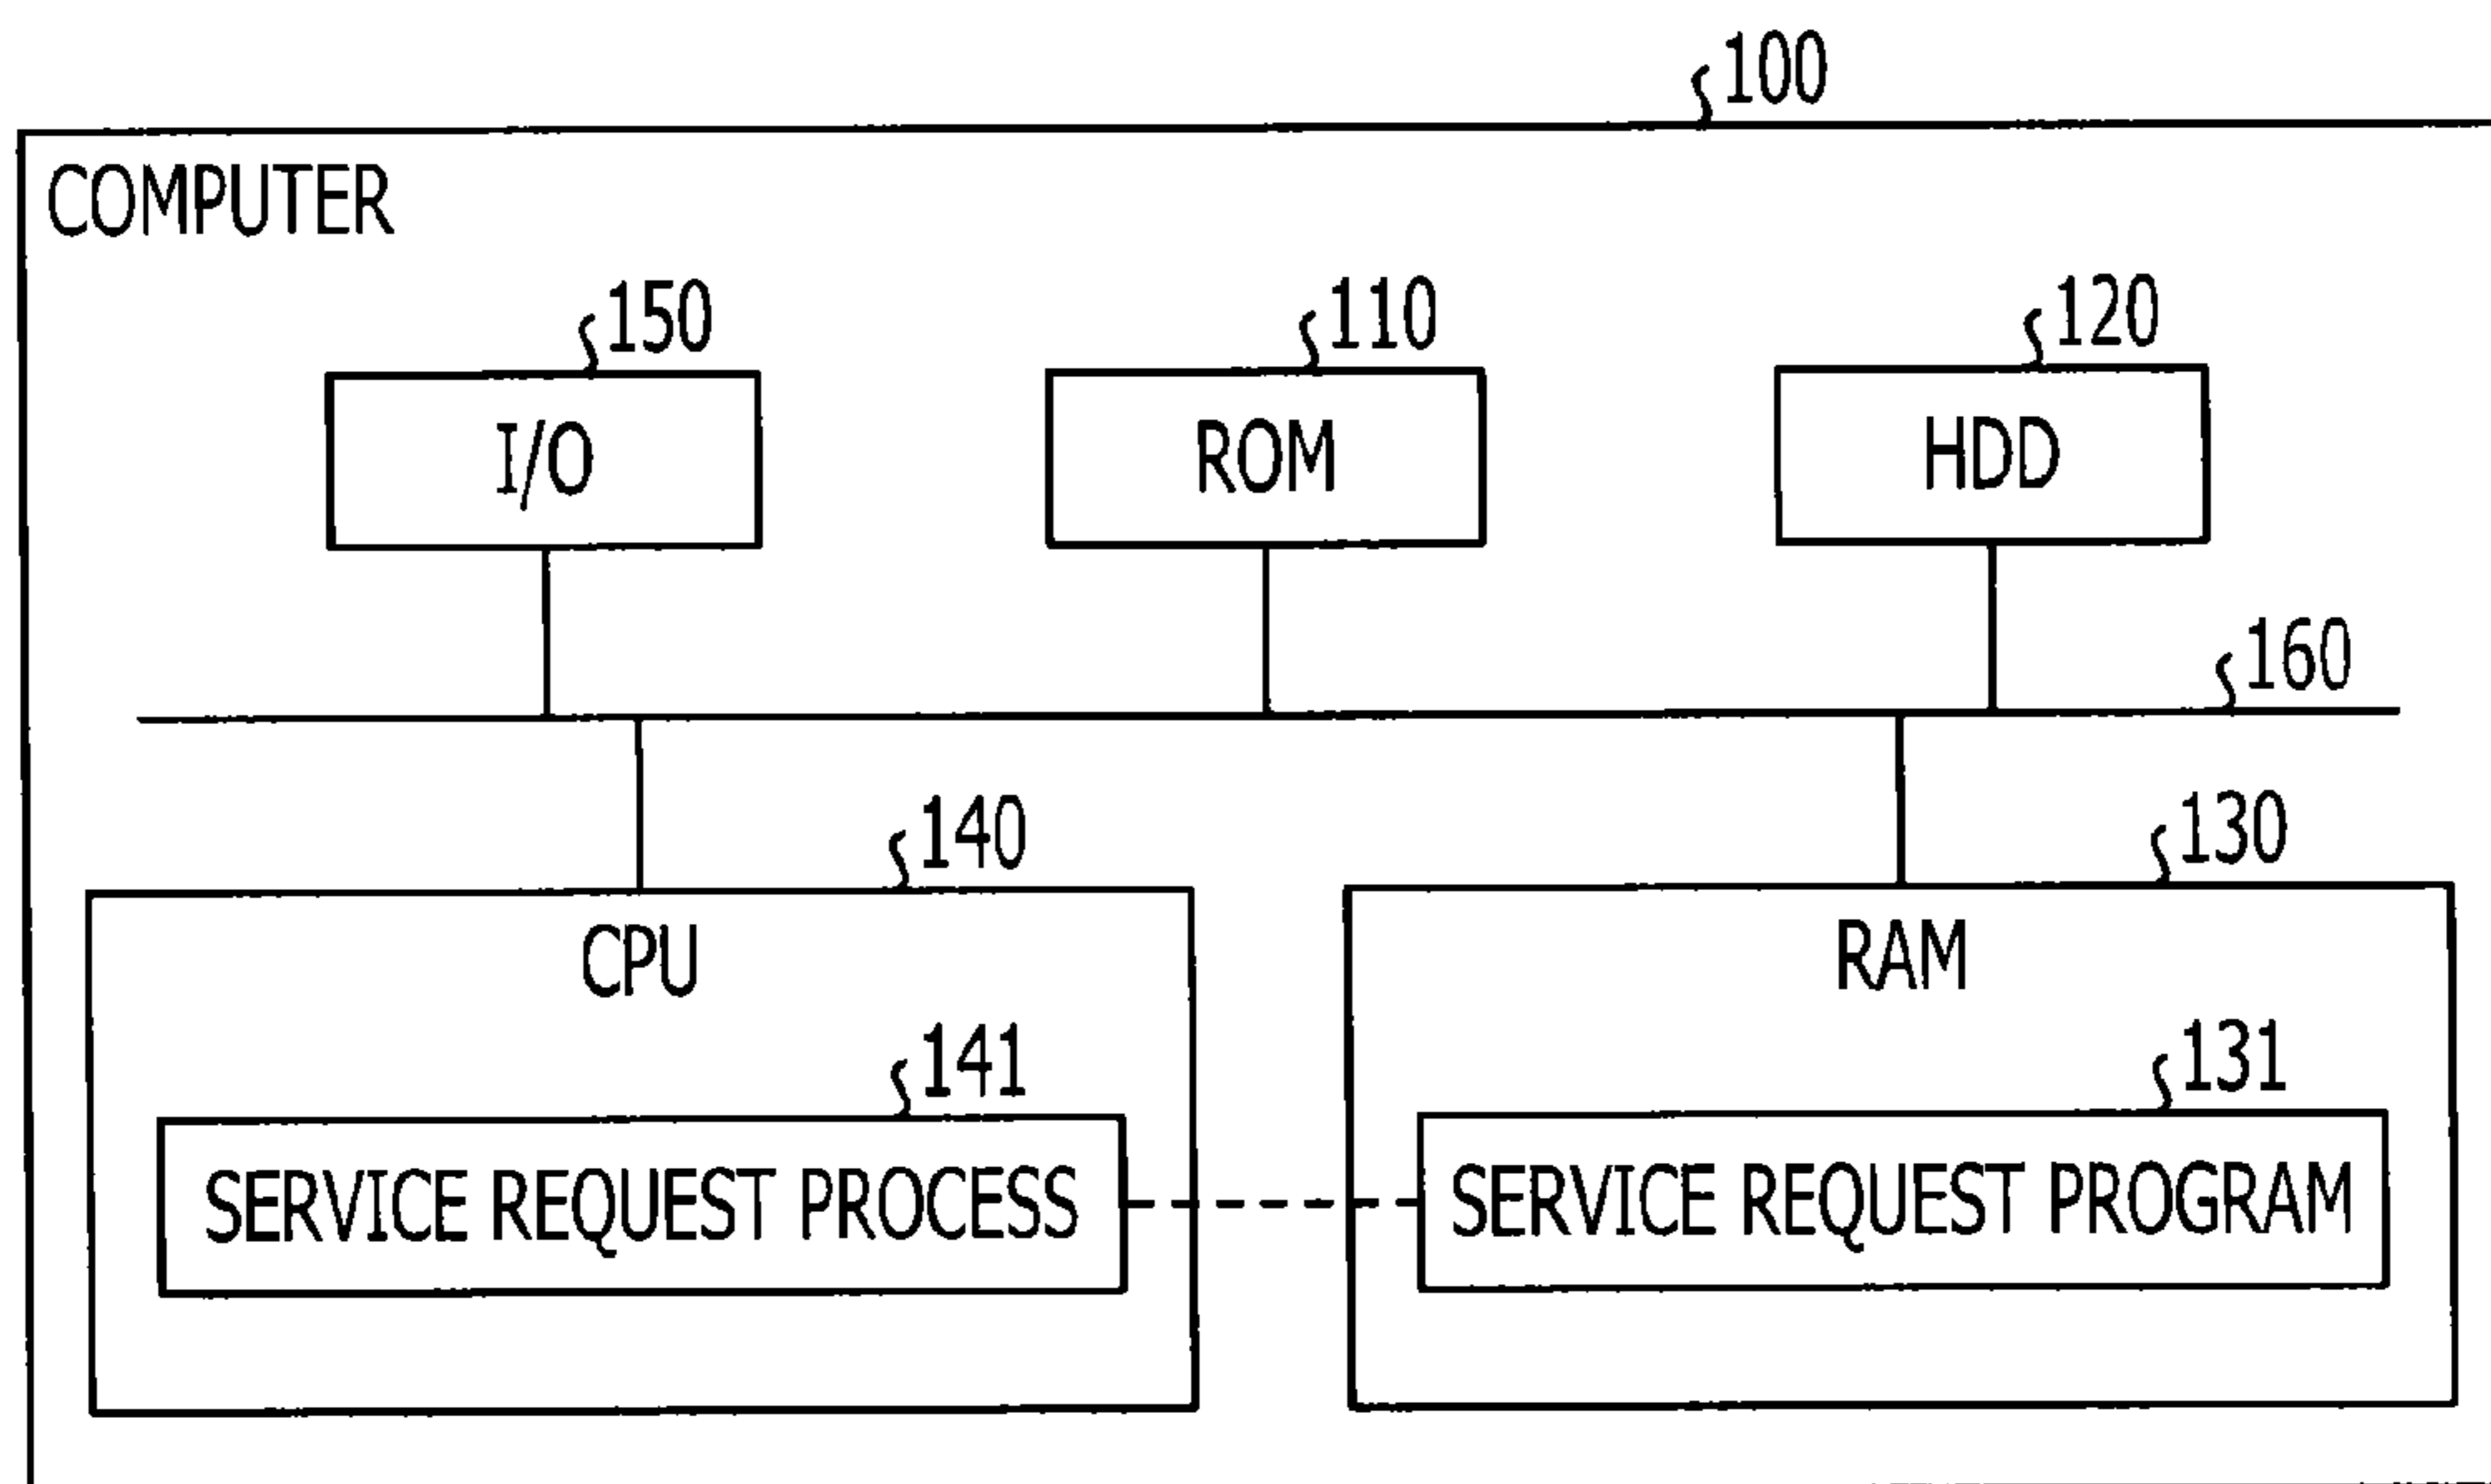 100
COMPUTER
150
110
120
I/O
ROM
HDD
160
140
130
CPU
RAM
141
131
SERVICE REQUEST PROCESS
SERVICE REQUEST PROGRAM